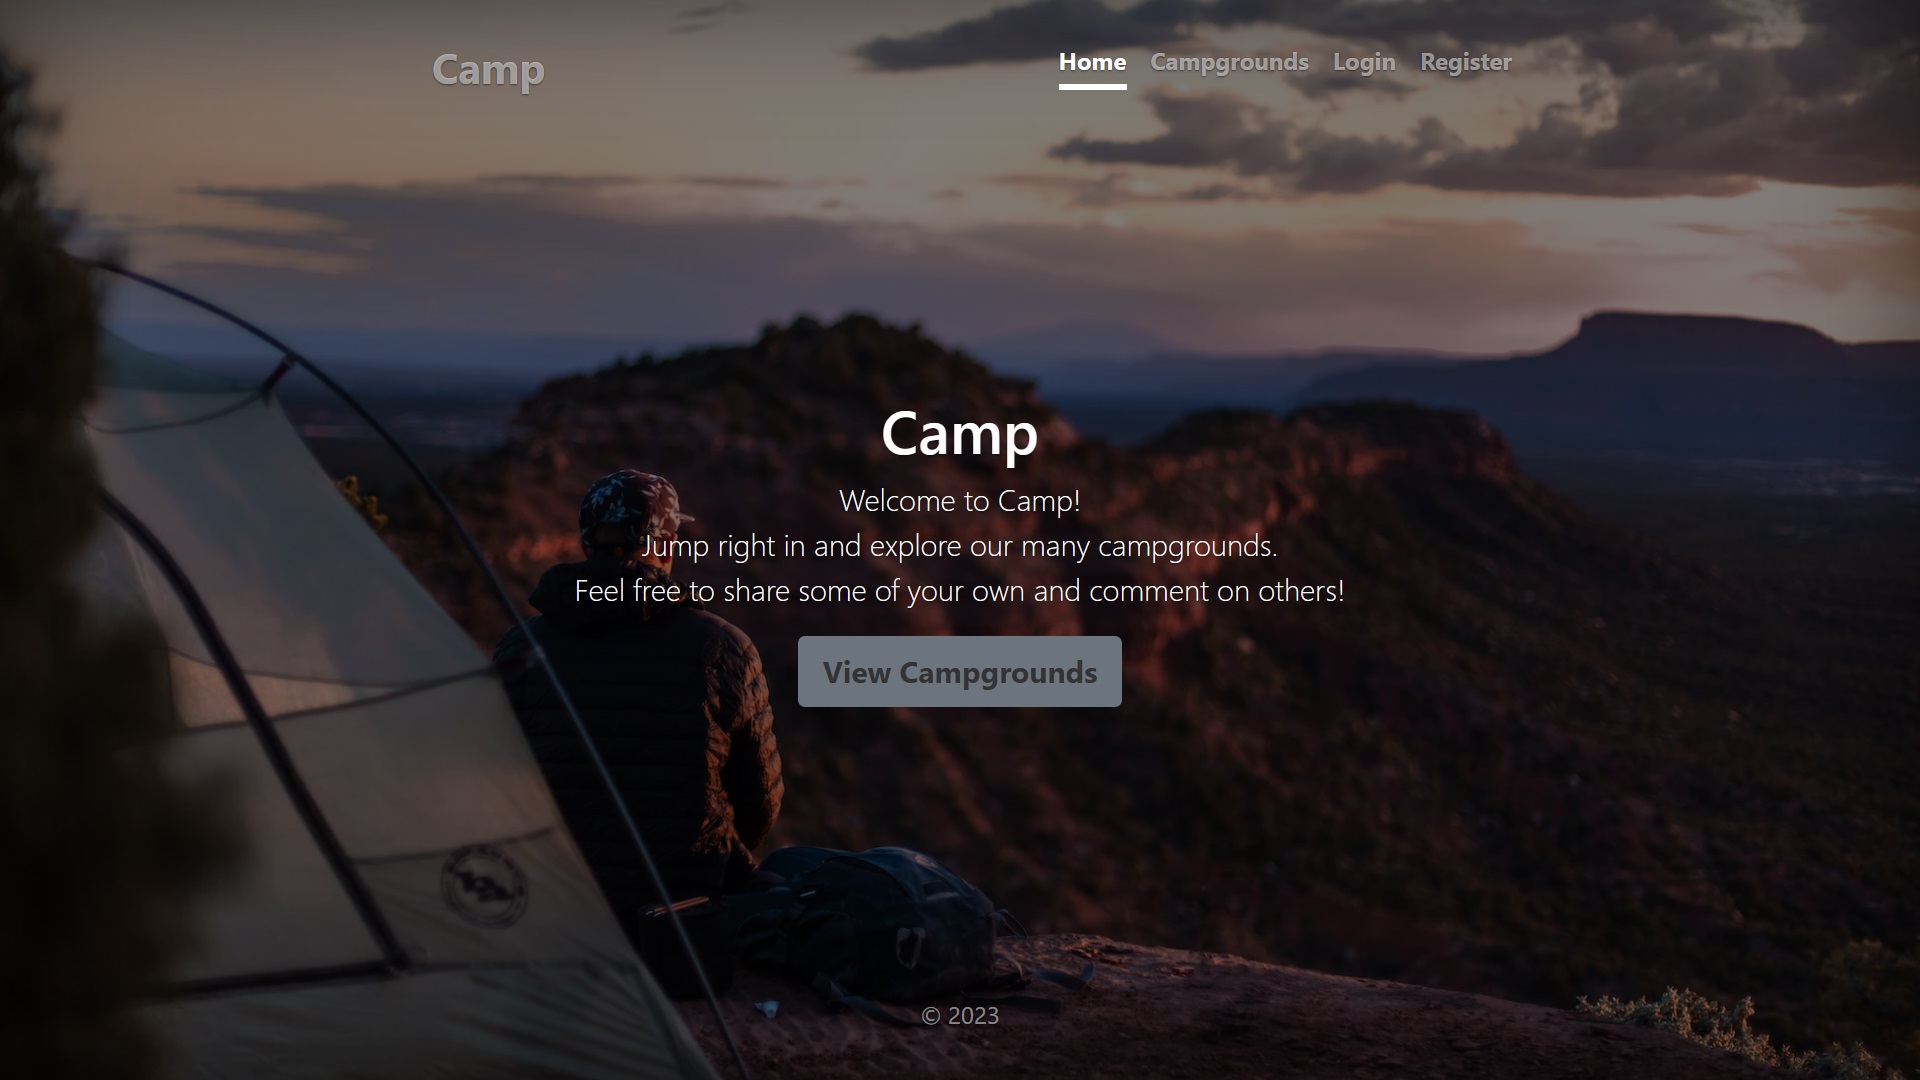 Camp
Home Campgrounds Login Register
Camp
Welcome to Camp!
Jump right in and explore our many campgrounds.
Feel free to share some of your own and comment on others!
View Campgrounds
© 2023